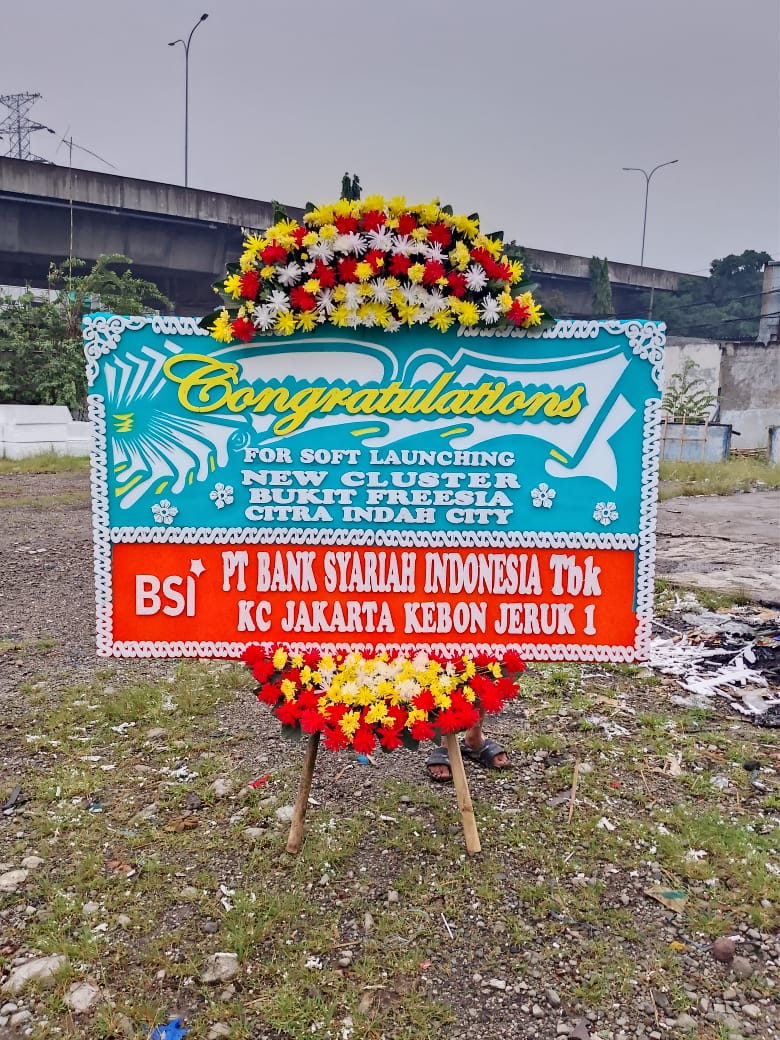 Congratulations
FOR SOFT LAUNCHING
NEW CLUSTER
BUKIT FREESIA
CITRA INDAH CITY
BSI
PT BANK SYARIAH INDONESIA Tbk
KC JAKARTA KEBON JERUK 1